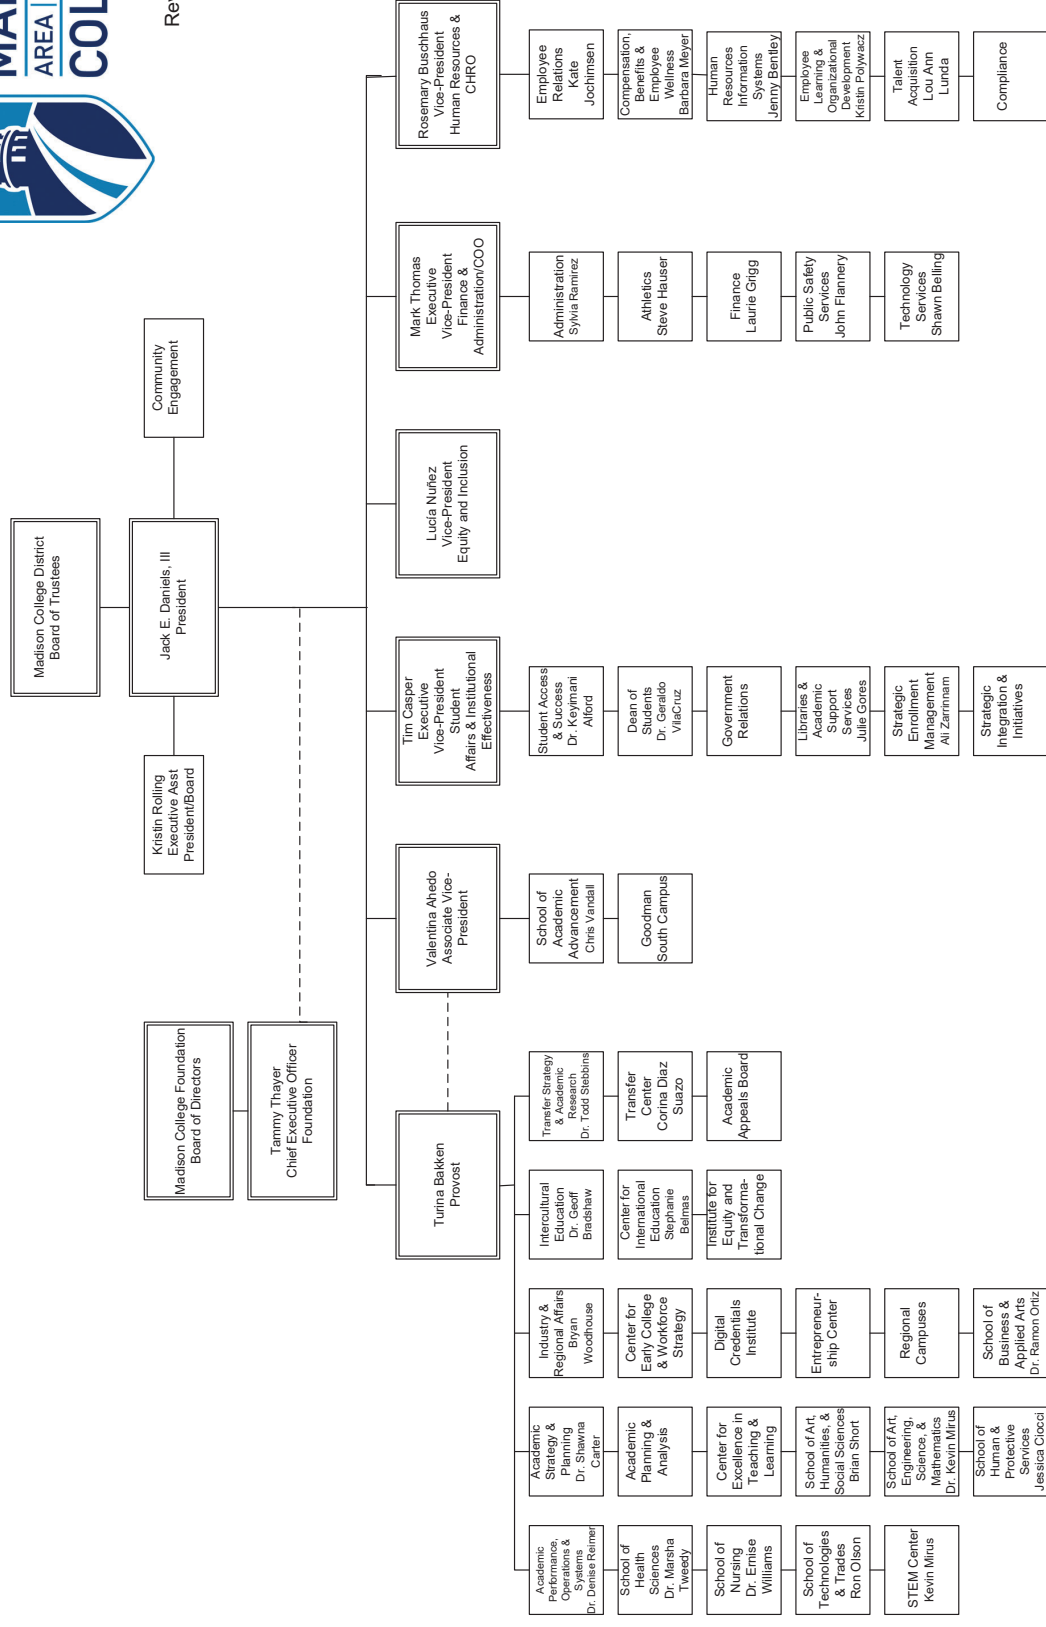 AREA |
COL
Rev
Madison College District
Board of Trustees
Kristin Rolling
Executive Asst
President/Board
Jack E. Daniels, III
President
Community
Engagement
Madison College Foundation
Board of Directors
Tammy Thayer
Chief Executive Officer
Foundation
Turina Bakken
Provost
Valentina Ahedo
Associate Vice-
President
Tim Casper
Executive
Vice-President
Student
Affairs & Institutional
Effectiveness
Lucía Nuñez
Vice-President
Equity and Inclusion
Mark Thomas
Executive
Vice-President
Finance &
Administration/COO
Rosemary Buschhaus
Vice-President
Human Resources &
CHRO
Academic
Performance,
Operations &
Systems
Dr. Denise Reimer
School of
Health
Sciences
Dr. Marsha
Tweedy
School of
Nursing
Dr. Ernise
Williams
School of
Technologies
& Trades
Ron Olson
STEM Center
Kevin Mirus
Academic
Strategy &
Planning
Dr. Shawna
Carter
Academic
Planning &
Analysis
Center for
Excellence in
Teaching &
Learning
School of Art,
Humanities, &
Social Sciences
Brian Short
School of Art,
Engineering,
Science, &
Mathematics
Dr. Kevin Mirus
School of
Human &
Protective
Services
Jessica Ciocci
Industry &
Regional Affairs
Bryan
Woodhouse
Center for
Early College
& Workforce
Strategy
Digital
Credentials
Institute
Entrepreneur-
ship Center
Regional
Campuses
School of
Business &
Applied Arts
Dr. Ramon Ortiz
Intercultural
Education
Dr. Geoff
Bradshaw
Center for
International
Education
Stephanie
Belmas
Institute for
Equity and
Transforma-
tional Change
Transfer Strategy
& Academic
Research
Dr. Todd Stebbins
Transfer
Center
Corina Diaz
Suazo
Academic
Appeals Board
School of
Academic
Advancement
Chris Vandall
Goodman
South Campus
Student Access
& Success
Dr. Keyimani
Alford
Dean of
Students
Dr. Geraldo
VilaCruz
Government
Relations
Libraries &
Academic
Support
Services
Julie Gores
Strategic
Enrollment
Management
Ali Zarrinnam
Strategic
Integration &
Initiatives
Administration
Sylvia Ramirez
Athletics
Steve Hauser
Finance
Laurie Grigg
Public Safety
Services
John Flannery
Technology
Services
Shawn Belling
Employee
Relations
Kate
Jochimsen
Compensation,
Benefits &
Employee
Wellness
Barbara Meyer
Human
Resources
Information
Systems
Jenny Bentley
Employee
Learning &
Organizational
Development
Kristin Polywacz
Talent
Acquisition
Lou Ann
Lunda
Compliance